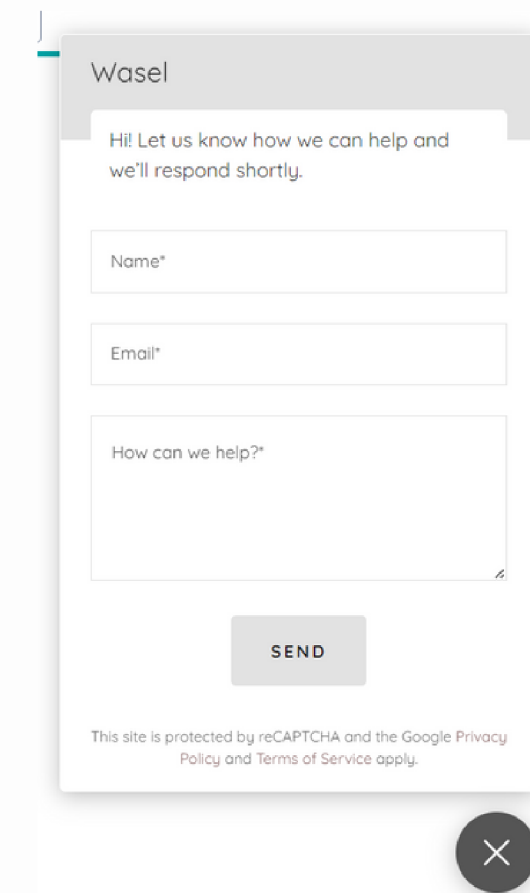 Wasel
Hi! Let us know how we can help and
we'll respond shortly.
Name*
Email*
How can we help?*
SEND
This site is protected by reCAPTCHA and the Google Privacy
Policy and Terms of Service apply.